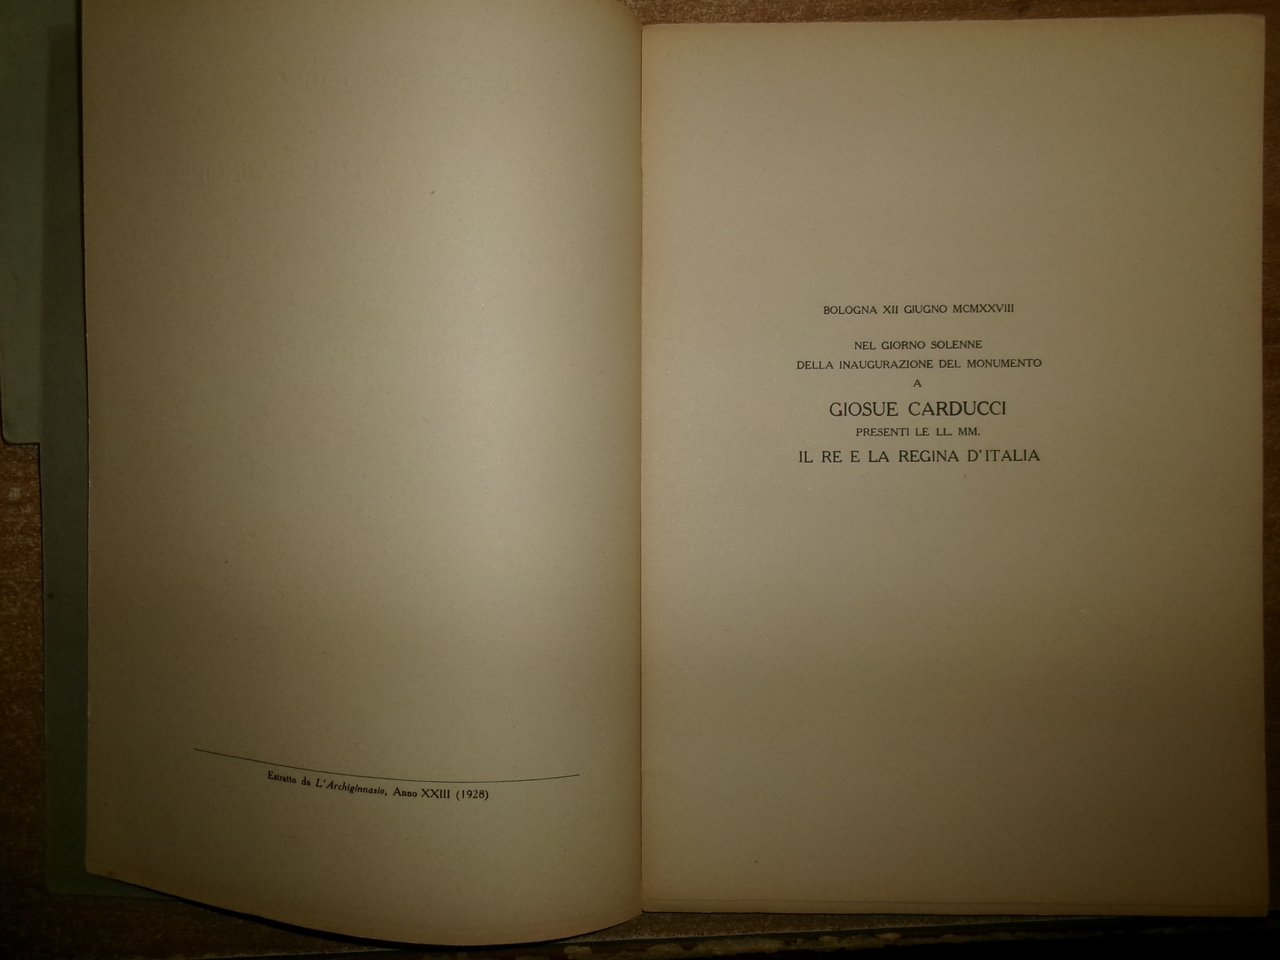 Estratto da L'Archiginnasio, Anno XXIII (1928)
BOLOGNA XII GIUGNO MCMXXVIII
NEL GIORNO SOLENNE
DELLA INAUGURAZIONE DEL MONUMENTO
A
GIOSUE CARDUCCI
PRESENTI LE LL. MM.
IL RE E LA REGINA D'ITALIA